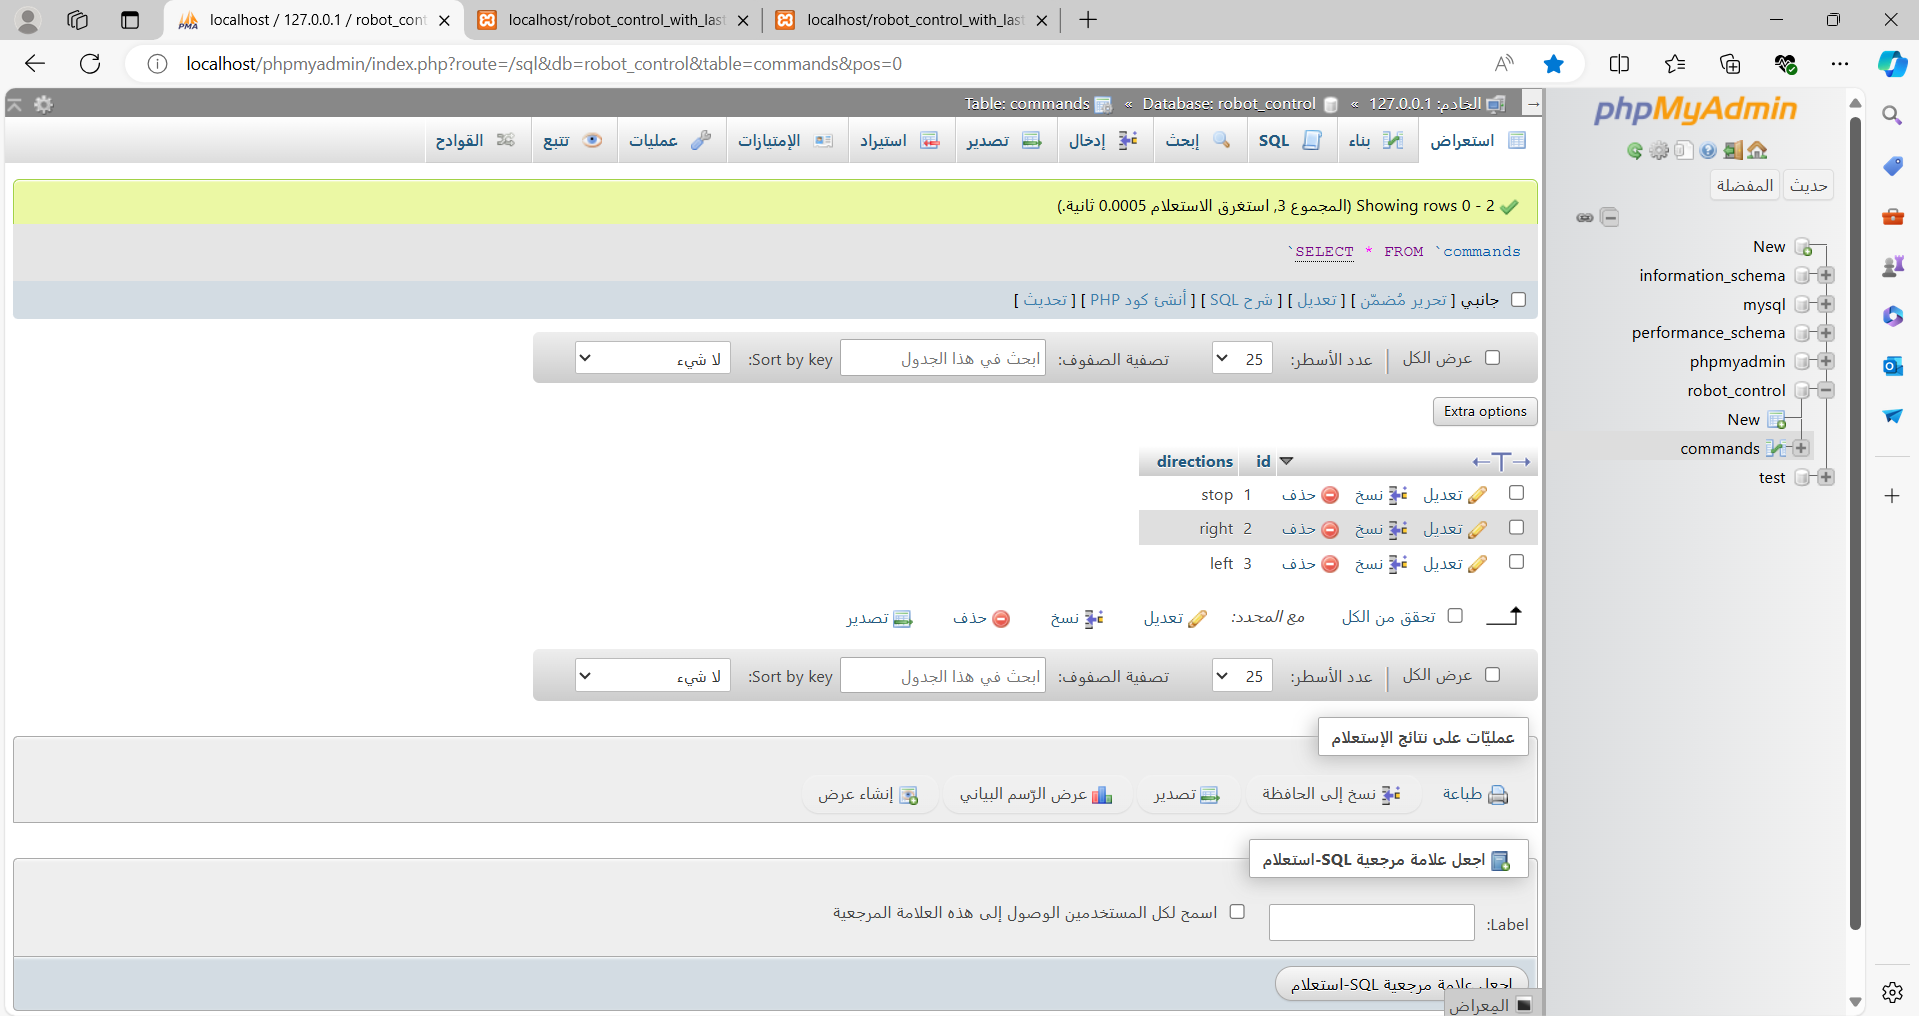 localhost / 127.0.0.1 / robot_cont
localhost/robot_control_with_last
localhost/robot_control_with_last
localhost/phpmyadmin/index.php?route=/sql&db=robot_control&table=commands&pos=0
الخادم: 127.0.0.1 » Database: robot_control » Table: commands
استعراض بناء SQL إبحث إدخال تصدير استيراد الإمتيازات عمليات تتبع القوادح
Showing rows 0 - 2 (المجموع 3, استغرق الاستعلام 0.0005 ثانية.)
`SELECT * FROM `commands
جانبي [ تحرير مُضمّن ] [ تعديل ] [ شرح SQL ] [ أنشئ كود PHP ] [ تحديث ]
عرض الكل | عدد الأسطر: 25 تصفية الصفوف: ابحث في هذا الجدول Sort by key: لا شيء
Extra options
←T→ id directions
تعديل نسخ حذف 1 stop
تعديل نسخ حذف 2 right
تعديل نسخ حذف 3 left
تحقق من الكل مع المحدد: تعديل نسخ حذف تصدير
عرض الكل | عدد الأسطر: 25 تصفية الصفوف: ابحث في هذا الجدول Sort by key: لا شيء
عمليّات على نتائج الإستعلام
طباعة نسخ إلى الحافظة تصدير عرض الرّسم البياني إنشاء عرض
اجعل علامة مرجعية SQL-استعلام
Label: اسمح لكل المستخدمين الوصول إلى هذه العلامة المرجعية
اجعل علامة مرجعية SQL-استعلام
المِعراض
phpMyAdmin
حديث المفضلة
New
information_schema
mysql
performance_schema
phpmyadmin
robot_control
New
commands
test